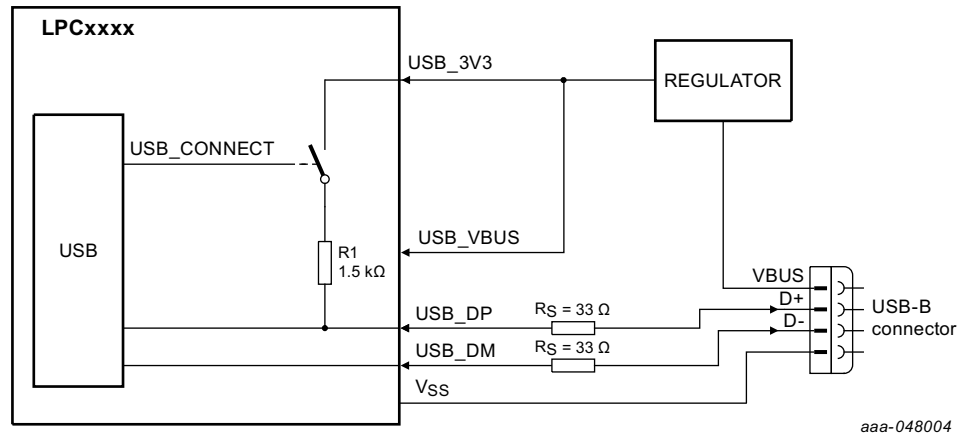 LPCxxxx
USB_3V3
REGULATOR
USB_CONNECT
USB
R1
1.5 kΩ
USB_VBUS
VBUS
D+
USB_DP
RS = 33 Ω
USB-B
connector
D-
USB_DM
RS = 33 Ω
VSS
aaa-048004